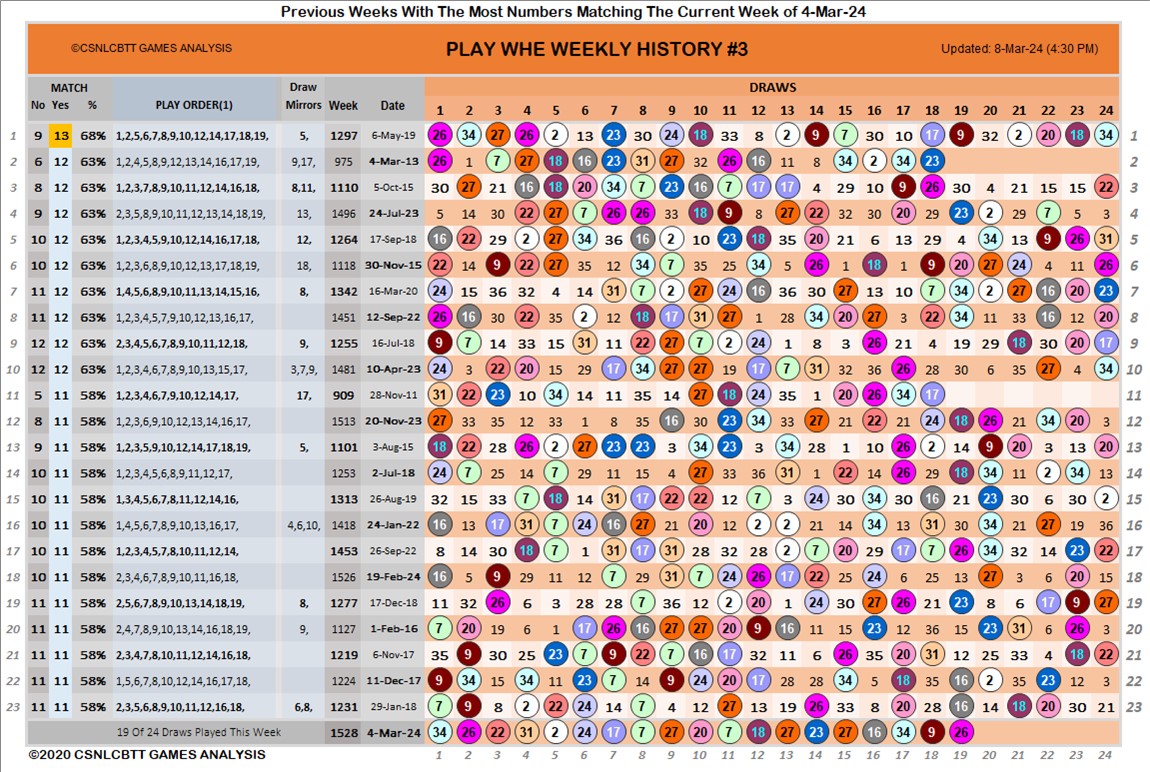 Previous Weeks With The Most Numbers Matching The Current Week of 4-Mar-24
©CSNLCBTT GAMES ANALYSIS PLAY WHE WEEKLY HISTORY #3 Updated: 8-Mar-24 (4:30 PM)
MATCH Draw DRAWS
No Yes % PLAY ORDER(1) Mirrors Week Date 1 2 3 4 5 6 7 8 9 10 11 12 13 14 15 16 17 18 19 20 21 22 23 24
1 9 13 68% 1,2,5,6,7,8,9,10,12,14,17,18,19, 5, 1297 6-May-19 26 34 27 26 2 13 23 30 24 18 33 8 2 9 7 30 10 17 9 32 2 20 18 34 1
2 6 12 63% 1,2,4,5,8,9,12,13,14,16,17,19, 9,17, 975 4-Mar-13 26 1 7 27 18 16 23 31 27 32 26 16 11 8 34 2 34 23 2
3 8 12 63% 1,2,3,7,8,9,10,11,12,14,16,18, 8,11, 1110 5-Oct-15 30 27 21 16 18 20 34 7 23 16 7 17 17 4 29 10 9 26 30 4 21 15 15 22 3
4 9 12 63% 2,3,5,8,9,10,11,12,13,14,18,19, 13, 1496 24-Jul-23 5 14 30 22 27 7 26 26 33 18 9 8 27 22 32 30 20 29 23 2 29 7 5 3 4
5 10 12 63% 1,2,3,4,5,9,10,12,14,16,17,18, 12, 1264 17-Sep-18 16 22 29 2 27 34 36 16 2 10 23 18 35 20 21 6 13 29 4 34 13 9 26 31 5
6 10 12 63% 1,2,3,6,8,9,10,12,13,17,18,19, 18, 1118 30-Nov-15 22 14 9 22 27 35 12 34 7 35 25 34 5 26 1 18 1 9 20 27 24 4 11 26 6
7 11 12 63% 1,4,5,6,8,9,10,11,13,14,15,16, 8, 1342 16-Mar-20 24 15 36 32 4 14 31 7 2 27 24 16 36 30 27 13 10 7 34 2 27 16 20 23 7
8 11 12 63% 1,2,3,4,5,7,9,10,12,13,16,17, 1451 12-Sep-22 26 16 30 22 35 2 12 18 17 31 27 1 28 34 20 27 3 22 34 11 33 16 12 20 8
9 11 12 63% 2,3,4,5,6,7,8,9,10,11,12,18, 9, 1255 16-Jul-18 9 7 14 33 15 31 11 22 27 7 2 24 1 8 3 26 21 4 19 29 18 30 20 17 9
10 12 12 63% 1,2,3,4,6,7,8,9,10,13,15,17, 3,7,9, 1481 10-Apr-23 24 3 22 20 15 29 17 34 27 27 19 17 7 31 32 36 26 28 30 6 35 27 4 34 10
11 5 11 58% 1,2,3,4,6,7,9,10,12,14,17, 17, 909 28-Nov-11 31 22 23 10 34 14 11 35 14 27 18 24 35 1 20 26 34 17 11
12 8 11 58% 1,2,3,6,9,10,12,13,14,16,17, 1513 20-Nov-23 27 33 35 12 33 1 8 35 16 30 23 34 33 27 21 22 21 24 18 26 21 34 20 3 12
13 9 11 58% 1,2,3,5,9,10,12,13,14,17,18,19, 5, 1101 3-Aug-15 18 22 28 26 2 27 23 23 3 34 23 3 34 28 1 10 26 2 14 9 20 3 13 20 13
14 10 11 58% 1,2,3,4,5,6,8,9,11,12,17, 1253 2-Jul-18 24 7 25 14 7 29 11 15 4 27 33 36 31 1 22 14 26 29 18 34 11 2 34 13 14
15 10 11 58% 1,3,4,5,6,7,8,11,12,14,16, 1313 26-Aug-19 32 15 33 7 18 14 31 17 22 22 12 7 3 24 30 34 30 16 21 23 30 6 30 2 15
16 10 11 58% 1,4,5,6,7,8,9,10,13,16,17, 4,6,10, 1418 24-Jan-22 16 13 17 31 7 24 16 27 21 20 12 2 2 21 14 34 13 31 30 34 21 27 19 36 16
17 10 11 58% 1,2,3,4,5,7,8,10,11,12,14, 1453 26-Sep-22 8 14 30 18 7 1 31 17 31 28 32 28 2 7 20 29 17 7 26 34 32 14 23 22 17
18 10 11 58% 2,3,4,6,7,8,9,10,11,16,18, 1526 19-Feb-24 16 5 9 29 11 12 7 29 31 7 24 26 17 22 25 24 6 25 13 27 3 6 20 15 18
19 11 11 58% 2,5,6,7,8,9,10,13,14,18,19, 8, 1277 17-Dec-18 11 32 26 6 3 28 28 7 36 12 2 20 1 24 30 27 26 21 23 8 6 17 9 27 19
20 11 11 58% 2,4,7,8,9,10,13,14,16,18,19, 9, 1127 1-Feb-16 7 20 19 6 1 17 26 16 27 27 20 9 16 11 15 23 12 36 15 23 31 6 26 3 20
21 11 11 58% 2,3,4,7,8,10,11,12,14,16,18, 1219 6-Nov-17 35 9 30 25 23 7 9 22 7 16 17 32 11 6 26 35 20 31 12 25 33 4 18 22 21
22 11 11 58% 1,5,6,7,8,10,12,14,16,17,18, 1224 11-Dec-17 9 34 15 34 11 23 7 14 9 24 20 17 28 28 34 5 18 35 16 2 35 23 12 3 22
23 11 11 58% 2,3,5,6,8,9,10,11,12,16,18, 6,8, 1231 29-Jan-18 7 9 8 2 22 24 14 7 4 12 27 13 19 26 33 8 20 28 16 14 18 20 30 21 23
19 Of 24 Draws Played This Week 1528 4-Mar-24 34 26 22 31 2 24 17 7 27 20 7 18 27 23 27 16 34 9 26
©2020 CSNLCBTT GAMES ANALYSIS 1 2 3 4 5 6 7 8 9 10 11 12 13 14 15 16 17 18 19 20 21 22 23 24